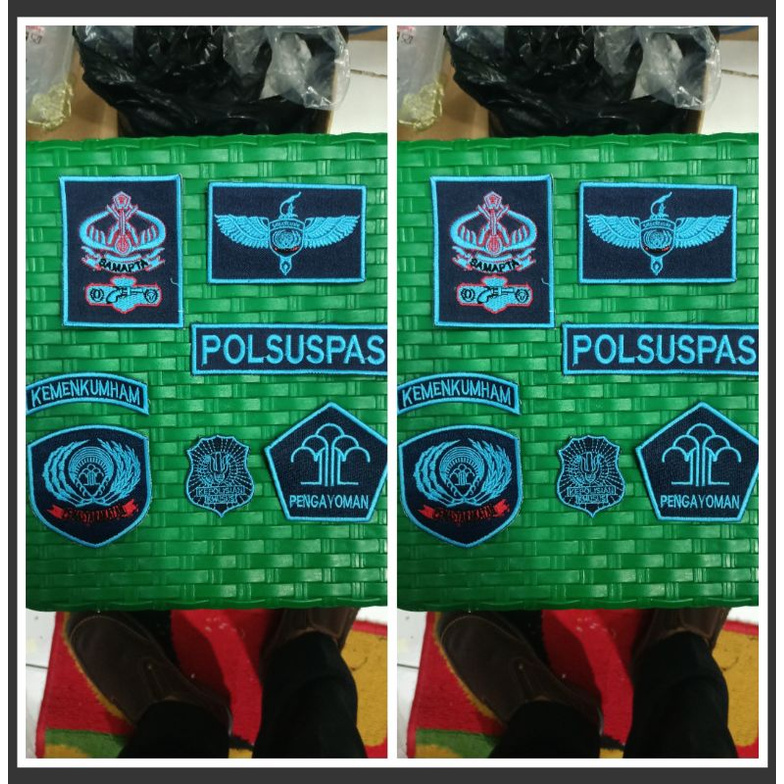 SAMAPTA
POLSUSPAS
KEMENKUMHAM
PENGAYOMAN
SAMAPTA
POLSUSPAS
KEMENKUMHAM
PENGAYOMAN